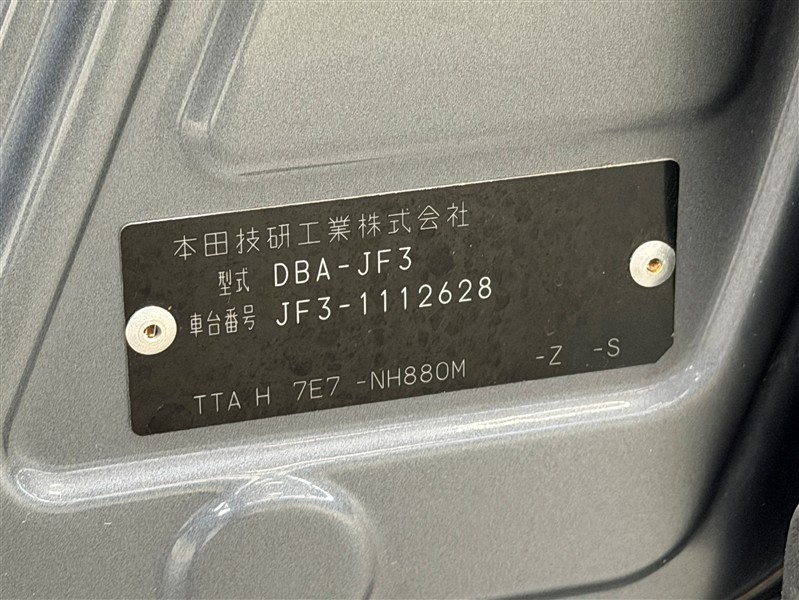 本田技研工業株式会社
型式 DBA-JF3
車台番号 JF3-1112628
TTA H 7E7 -NH880M -Z -S